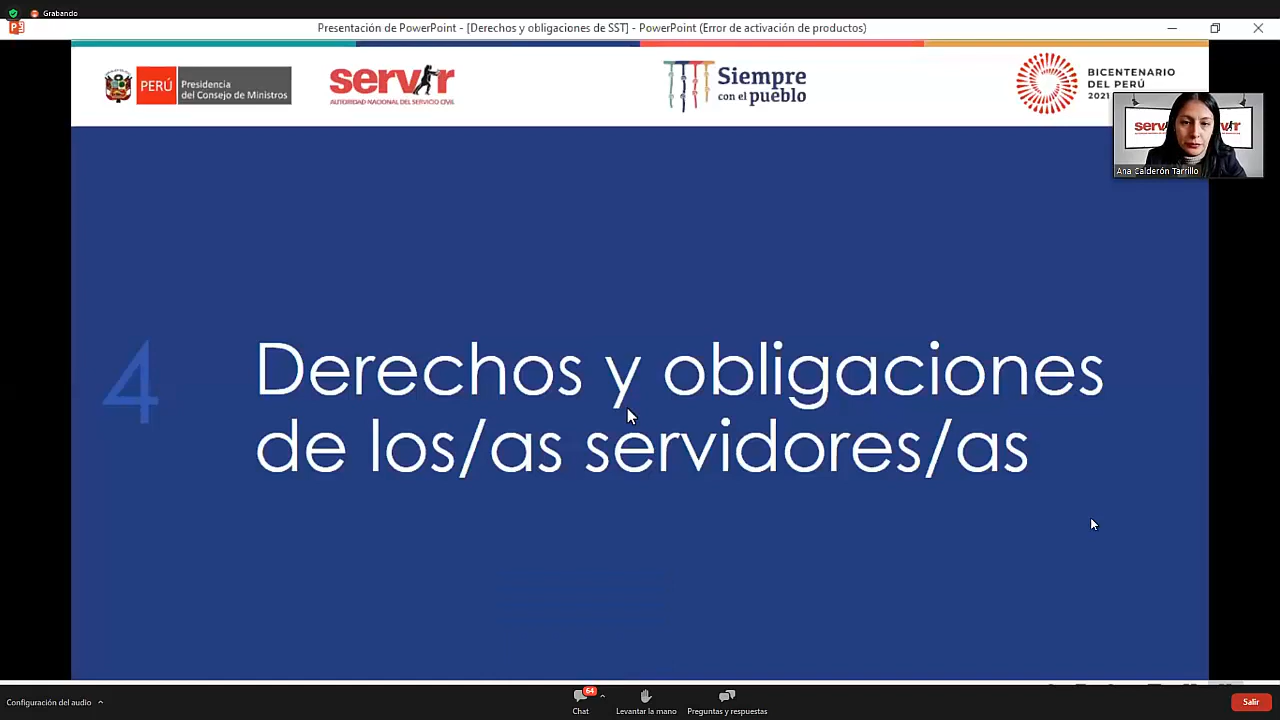 Grabando
Presentación de PowerPoint - [Derechos y obligaciones de SST] - PowerPoint (Error de activación de productos)
PERÚ
Presidencia
del Consejo de Ministros
servir
AUTORIDAD NACIONAL DEL SERVICIO CIVIL
Siempre
con el pueblo
BICENTENARIO
DEL PERÚ
2021
Ana Calderón Tarrillo
4
Derechos y obligaciones
de los/as servidores/as
Configuración del audio
64
Chat
Levantar la mano
Preguntas y respuestas
Salir